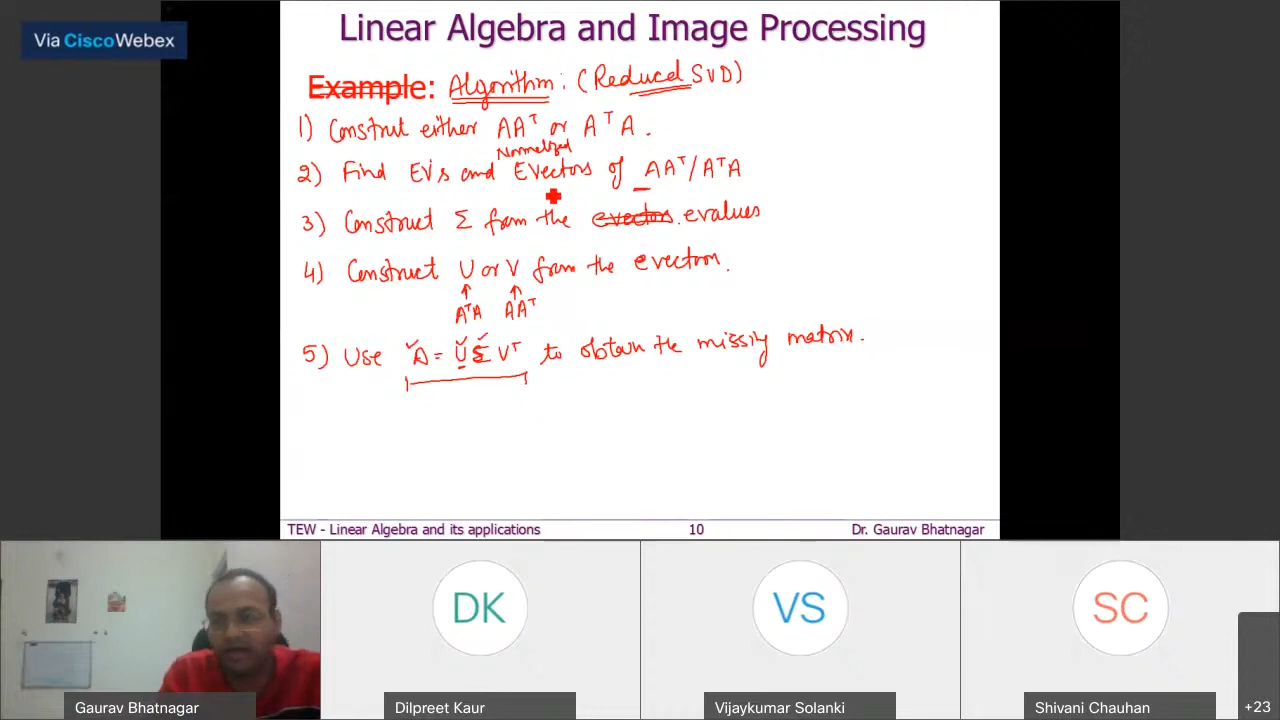 Via CiscoWebex
Linear Algebra and Image Processing
Example: Algorithm: (Reduced SVD)
1) Construct either AAᵀ or AᵀA.
Normalized
2) Find EVs and EVectors of AAᵀ/AᵀA
3) Construct Σ from the evectors. evalues
4) Construct U or V from the evectors.
↑ ↑
AᵀA AAᵀ
5) Use A = UΣVᵀ to obtain the missing matrix.
TEW - Linear Algebra and its applications 10 Dr. Gaurav Bhatnagar
DK VS SC
Gaurav Bhatnagar Dilpreet Kaur Vijaykumar Solanki Shivani Chauhan +23